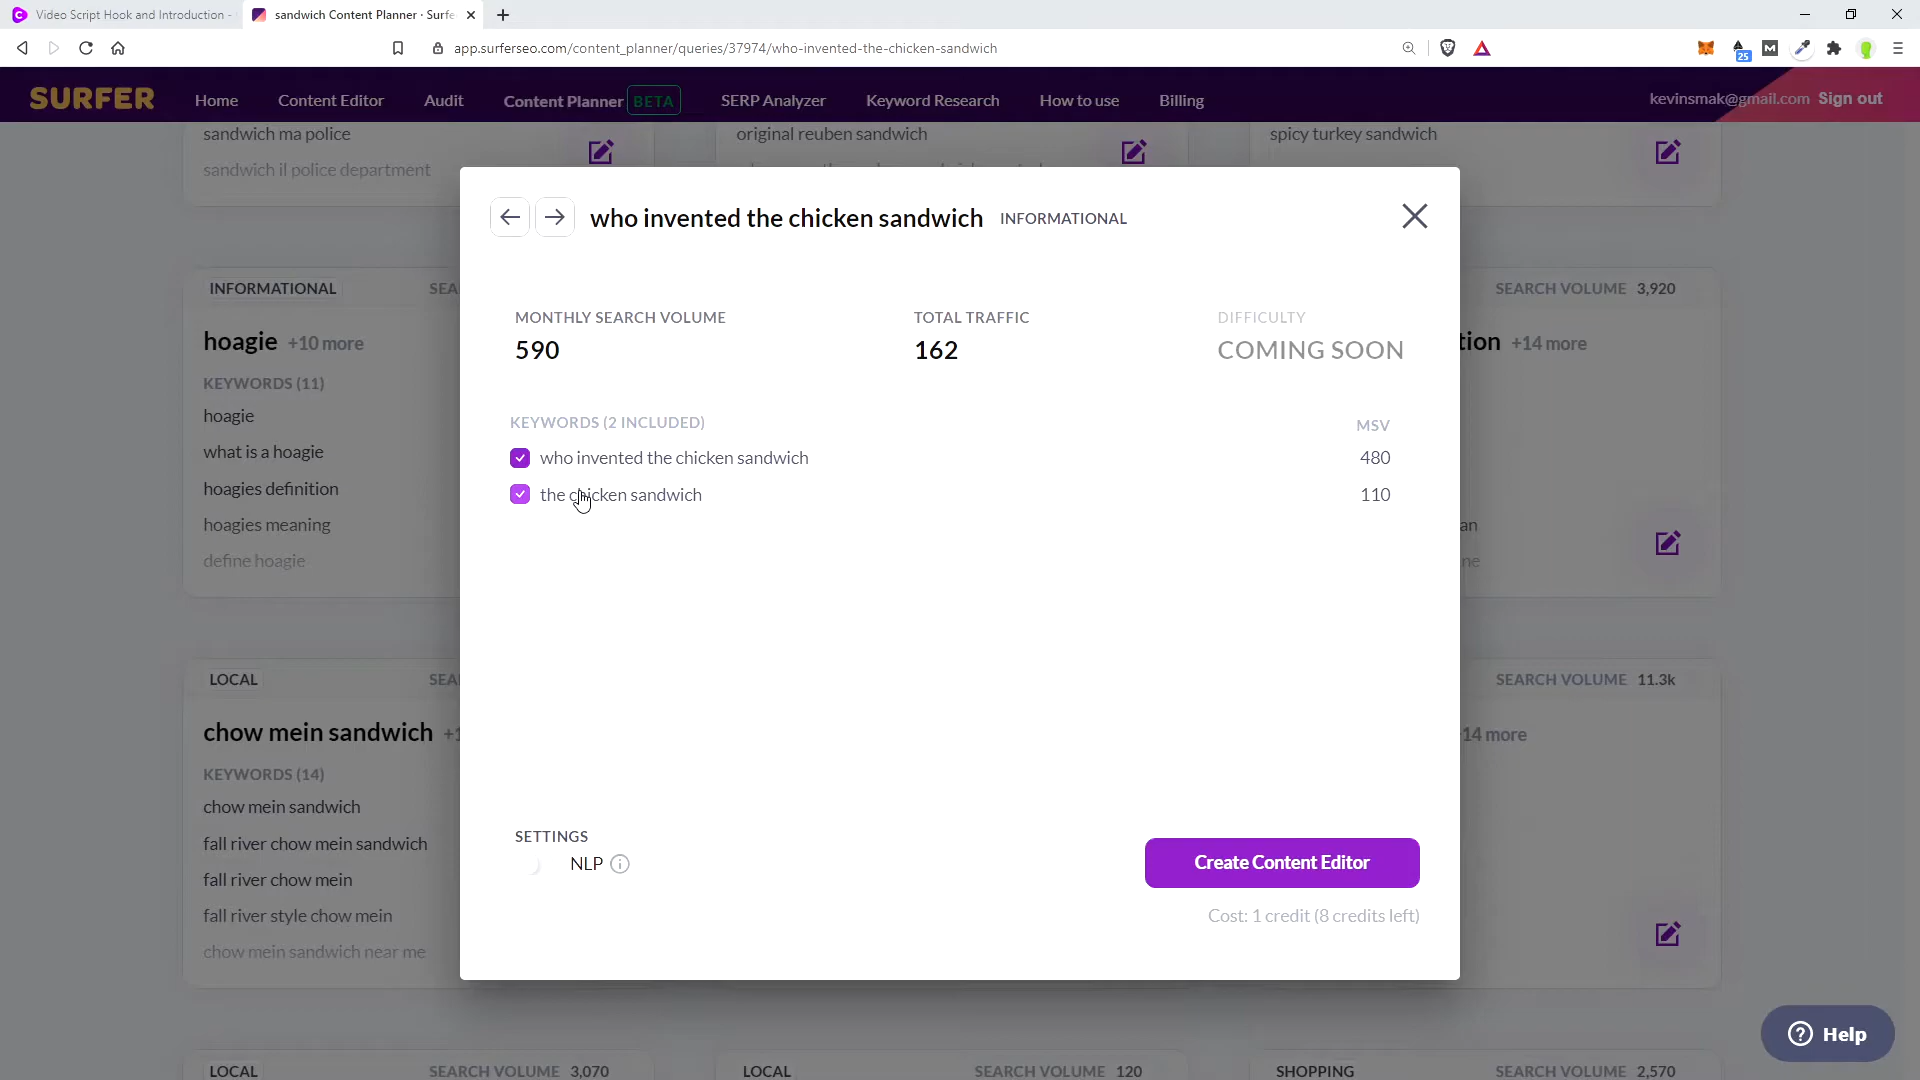 Video Script Hook and Introduction -
sandwich Content Planner · Surfe
app.surferseo.com/content_planner/queries/37974/who-invented-the-chicken-sandwich
25
M
SURFER
Home
Content Editor
Audit
Content Planner BETA
SERP Analyzer
Keyword Research
How to use
Billing
kevinsmak@gmail.com Sign out
sandwich ma police
original reuben sandwich
spicy turkey sandwich
sandwich il police department
who invented the chicken sandwich INFORMATIONAL
MONTHLY SEARCH VOLUME
590
TOTAL TRAFFIC
162
DIFFICULTY
COMING SOON
KEYWORDS (2 INCLUDED)
MSV
who invented the chicken sandwich
480
the chicken sandwich
110
SETTINGS
NLP
Create Content Editor
Cost: 1 credit (8 credits left)
INFORMATIONAL
SEA
hoagie +10 more
KEYWORDS (11)
hoagie
what is a hoagie
hoagies definition
hoagies meaning
define hoagie
SEARCH VOLUME 3,920
tion +14 more
an
ne
LOCAL
SEA
chow mein sandwich +1
KEYWORDS (14)
chow mein sandwich
fall river chow mein sandwich
fall river chow mein
fall river style chow mein
chow mein sandwich near me
SEARCH VOLUME 11.3k
14 more
LOCAL
SEARCH VOLUME 3,070
LOCAL
SEARCH VOLUME 120
SHOPPING
SEARCH VOLUME 2,570
Help